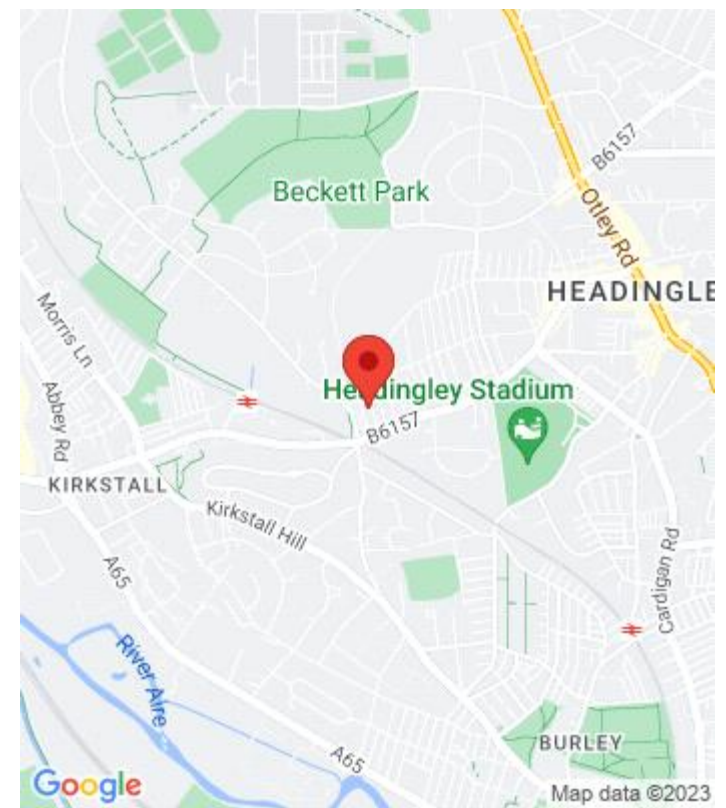 B6157
Beckett Park
Otley Rd
HEADINGLE
Morris Ln
Headingley Stadium
Abbey Rd
B6157
KIRKSTALL
Kirkstall Hill
A65
Cardigan Rd
River Aire
BURLEY
A65
Google
Map data ©2023